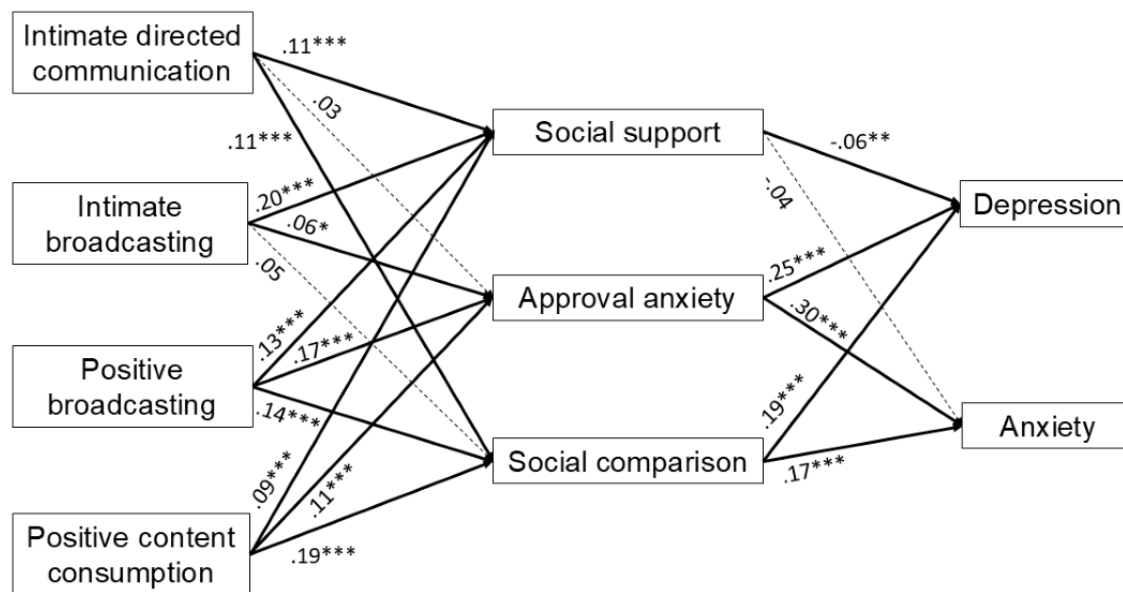 Intimate directed
communication
.11***
.03
.11***
Social support
-.06**
-.04
Intimate
broadcasting
.20***
.06*
.05
Depression
Approval anxiety
.25***
.30***
Positive
broadcasting
.13***
.17***
.14***
Social comparison
.19***
.17***
Anxiety
Positive content
consumption
.09***
.11***
.19***